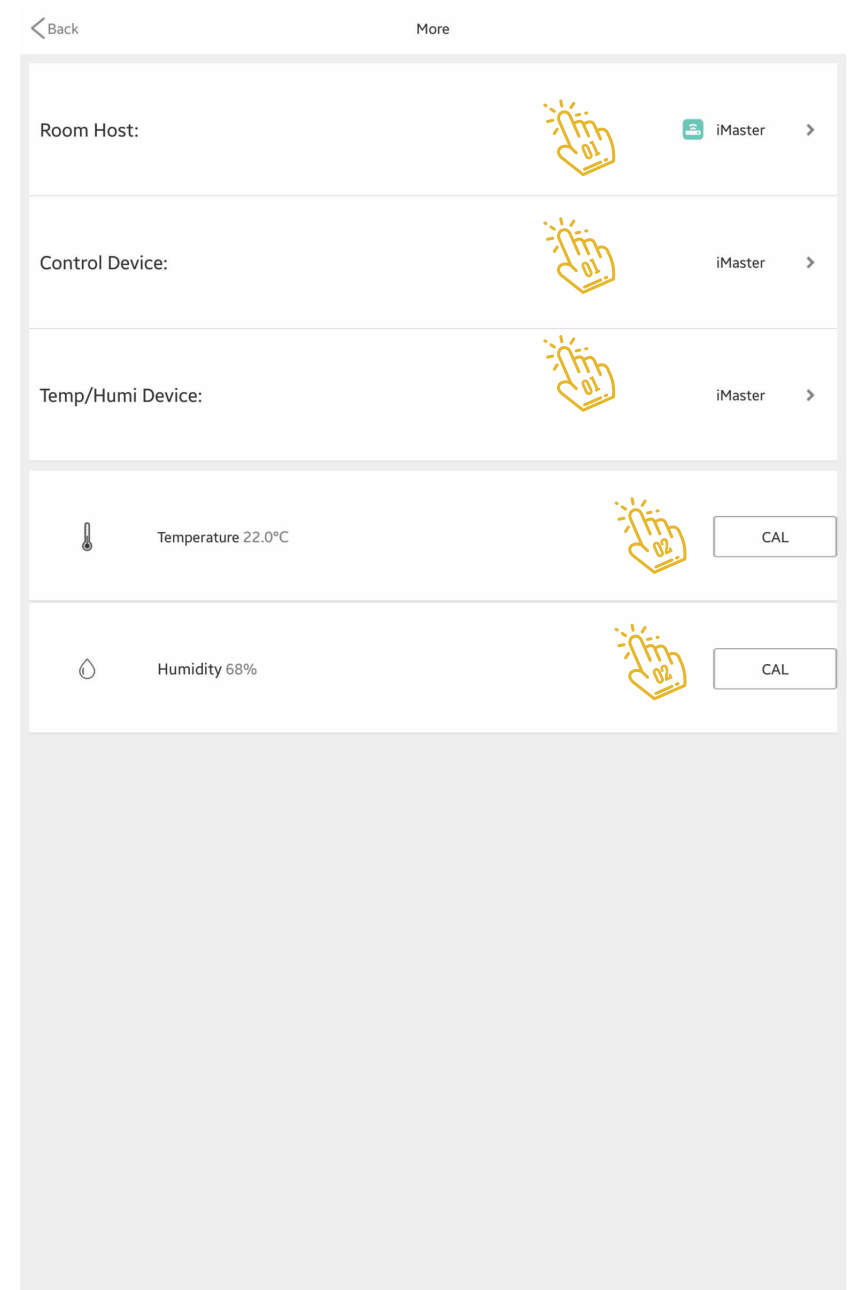 Back
More
Room Host:
01
iMaster
Control Device:
01
iMaster
Temp/Humi Device:
01
iMaster
Temperature 22.0°C
02
CAL
Humidity 68%
02
CAL